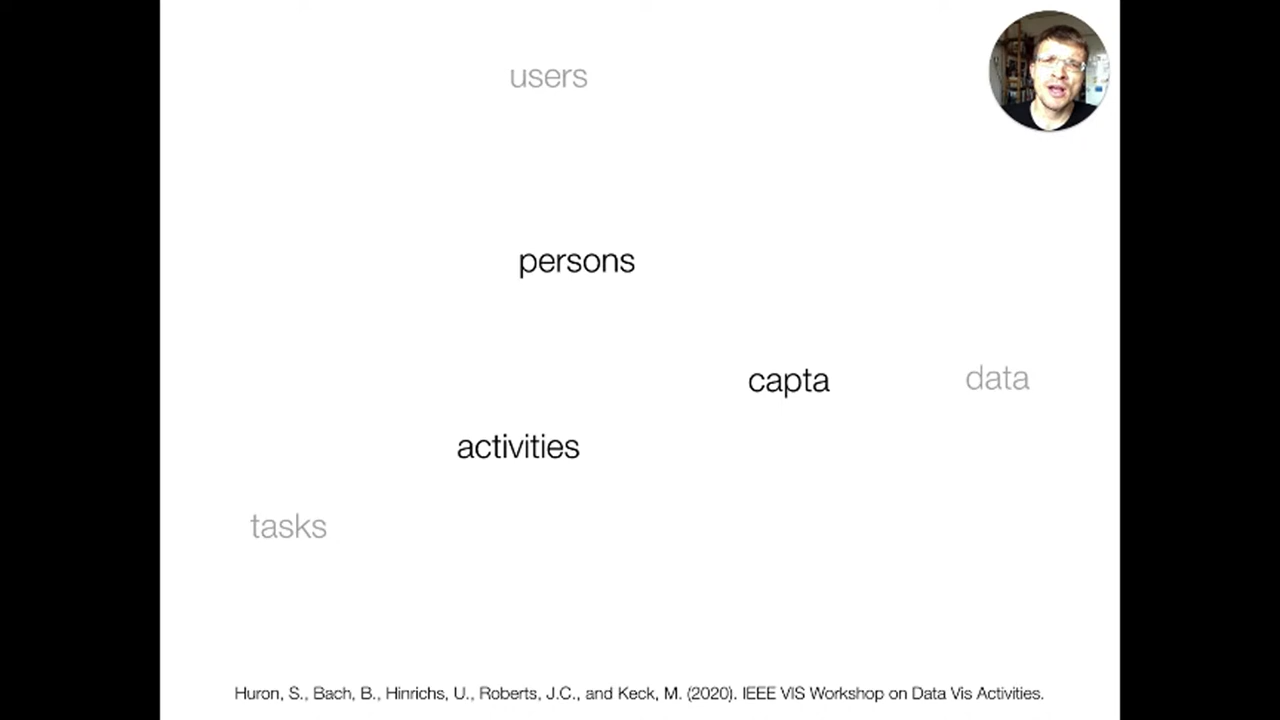 users
persons
capta
data
activities
tasks
Huron, S., Bach, B., Hinrichs, U., Roberts, J.C., and Keck, M. (2020). IEEE VIS Workshop on Data Vis Activities.